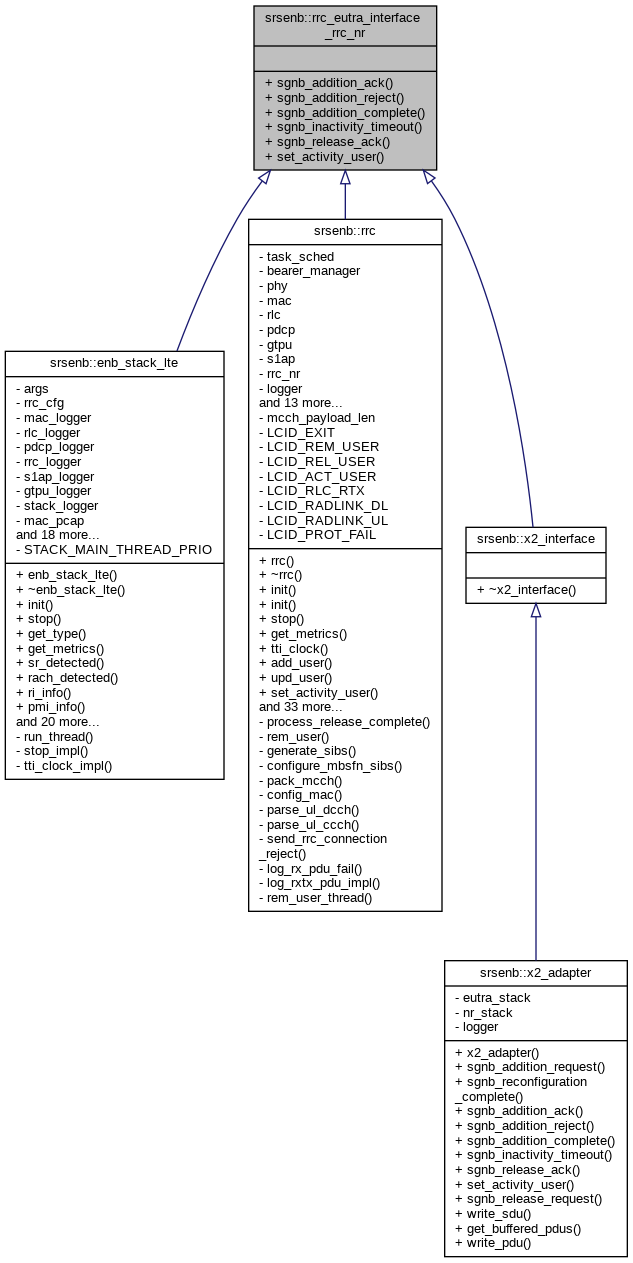 srsenb::rrc_eutra_interface
_rrc_nr
+ sgnb_addition_ack()
+ sgnb_addition_reject()
+ sgnb_addition_complete()
+ sgnb_inactivity_timeout()
+ sgnb_release_ack()
+ set_activity_user()
srsenb::enb_stack_lte
- args
- rrc_cfg
- mac_logger
- rlc_logger
- pdcp_logger
- rrc_logger
- s1ap_logger
- gtpu_logger
- stack_logger
- mac_pcap
and 18 more...
- STACK_MAIN_THREAD_PRIO
+ enb_stack_lte()
+ ~enb_stack_lte()
+ init()
+ stop()
+ get_type()
+ get_metrics()
+ sr_detected()
+ rach_detected()
+ ri_info()
+ pmi_info()
and 20 more...
- run_thread()
- stop_impl()
- tti_clock_impl()
srsenb::rrc
- task_sched
- bearer_manager
- phy
- mac
- rlc
- pdcp
- gtpu
- s1ap
- rrc_nr
- logger
and 13 more...
- mcch_payload_len
- LCID_EXIT
- LCID_REM_USER
- LCID_REL_USER
- LCID_ACT_USER
- LCID_RLC_RTX
- LCID_RADLINK_DL
- LCID_RADLINK_UL
- LCID_PROT_FAIL
+ rrc()
+ ~rrc()
+ init()
+ init()
+ stop()
+ get_metrics()
+ tti_clock()
+ add_user()
+ upd_user()
+ set_activity_user()
and 33 more...
- process_release_complete()
- rem_user()
- generate_sibs()
- configure_mbsfn_sibs()
- pack_mcch()
- config_mac()
- parse_ul_dcch()
- parse_ul_ccch()
- send_rrc_connection
_reject()
- log_rx_pdu_fail()
- log_rxtx_pdu_impl()
- rem_user_thread()
srsenb::x2_interface
+ ~x2_interface()
srsenb::x2_adapter
- eutra_stack
- nr_stack
- logger
+ x2_adapter()
+ sgnb_addition_request()
+ sgnb_reconfiguration
_complete()
+ sgnb_addition_ack()
+ sgnb_addition_reject()
+ sgnb_addition_complete()
+ sgnb_inactivity_timeout()
+ sgnb_release_ack()
+ set_activity_user()
+ sgnb_release_request()
+ write_sdu()
+ get_buffered_pdus()
+ write_pdu()